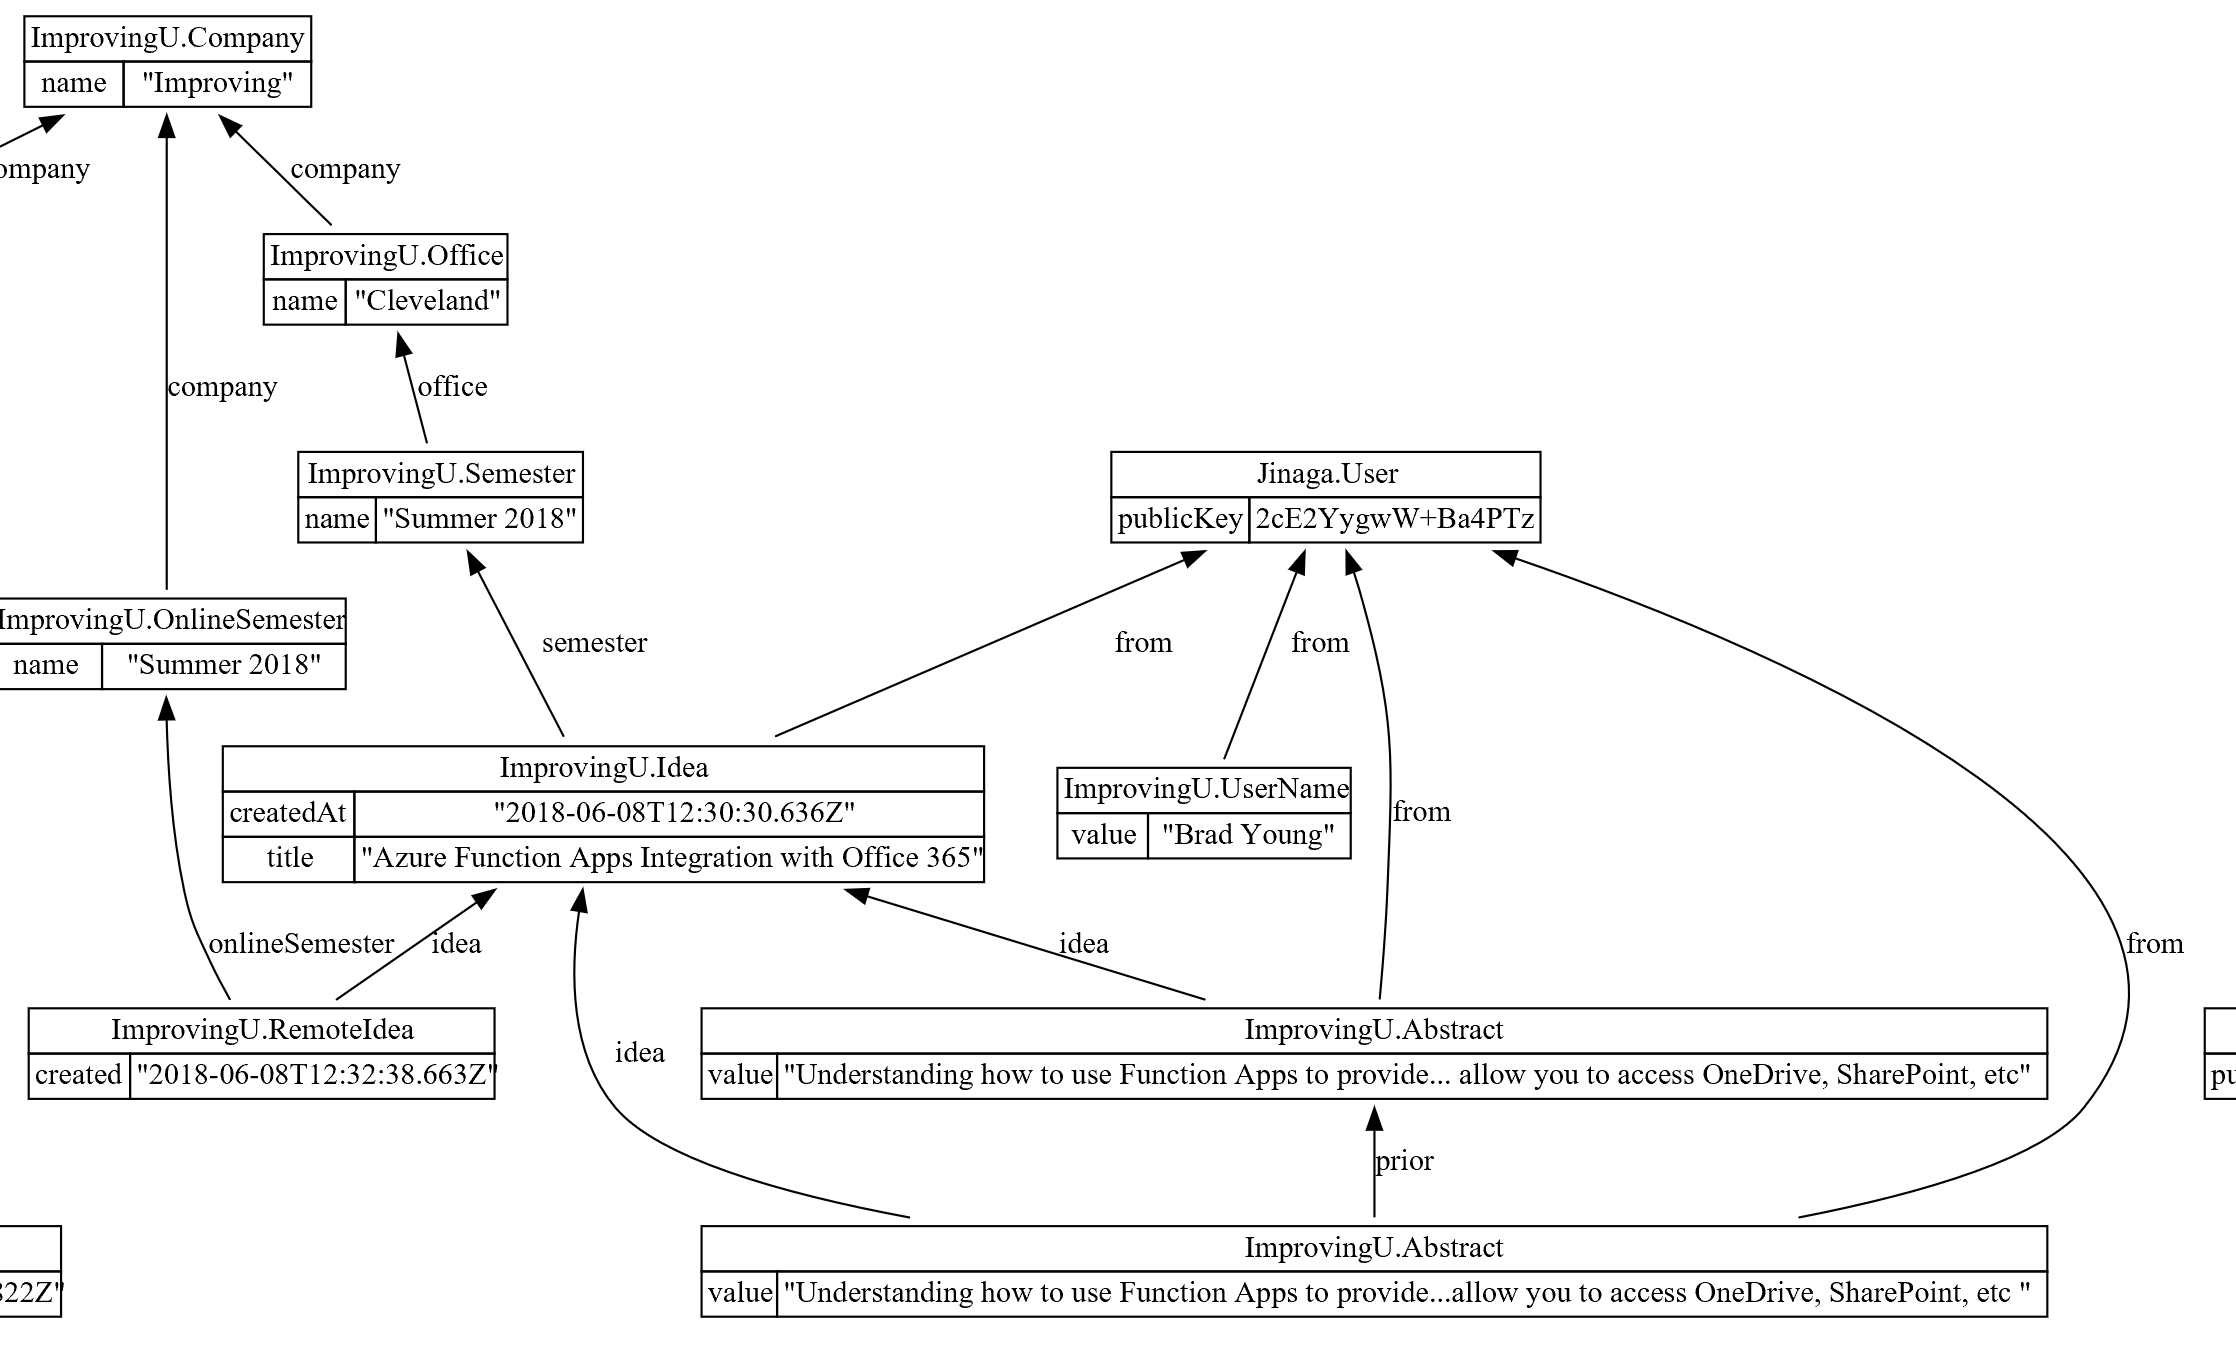 ImprovingU.Company
name "Improving"
company
ImprovingU.Office
name "Cleveland"
company
office
ImprovingU.Semester
name "Summer 2018"
Jinaga.User
publicKey 2cE2YygwW+Ba4PTz
ImprovingU.OnlineSemester
name "Summer 2018"
semester
from
from
ImprovingU.Idea
createdAt "2018-06-08T12:30:30.636Z"
title "Azure Function Apps Integration with Office 365"
ImprovingU.UserName
value "Brad Young"
from
onlineSemester
idea
idea
from
ImprovingU.RemoteIdea
created "2018-06-08T12:32:38.663Z"
idea
ImprovingU.Abstract
value "Understanding how to use Function Apps to provide... allow you to access OneDrive, SharePoint, etc"
prior
ImprovingU.Abstract
value "Understanding how to use Function Apps to provide...allow you to access OneDrive, SharePoint, etc "
22Z"